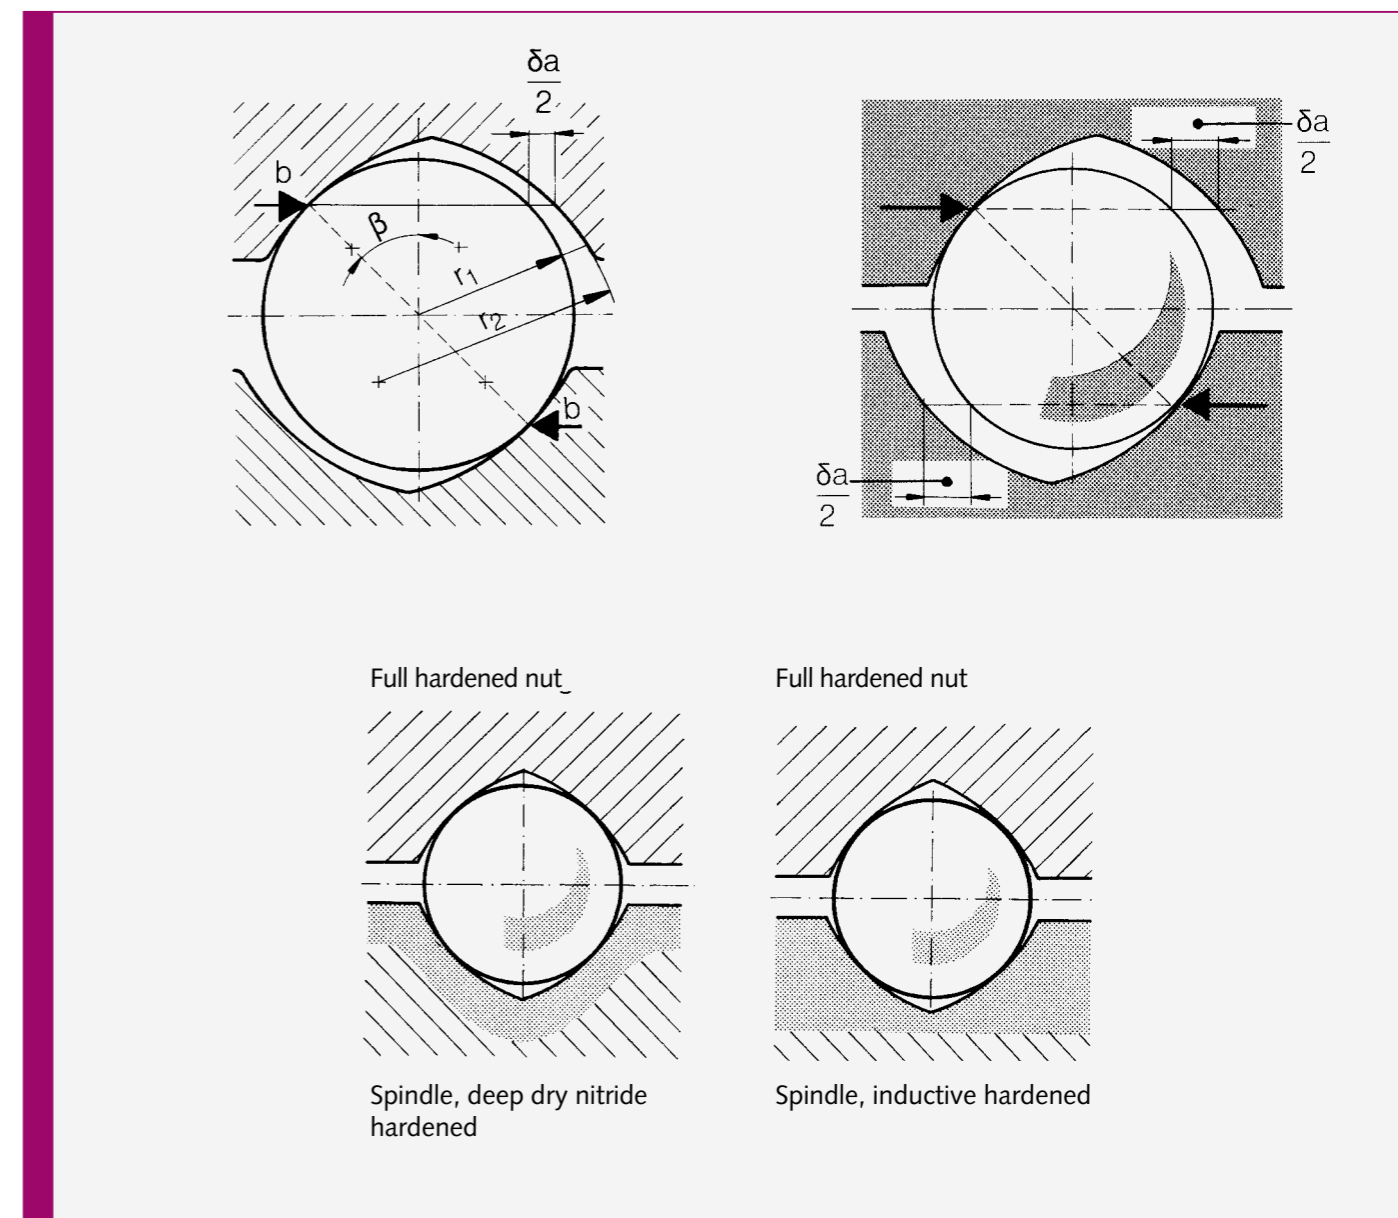 δa
2
b
β
r1
r2
b
δa
2
δa
2
Full hardened nut
Full hardened nut
Spindle, deep dry nitride
hardened
Spindle, inductive hardened